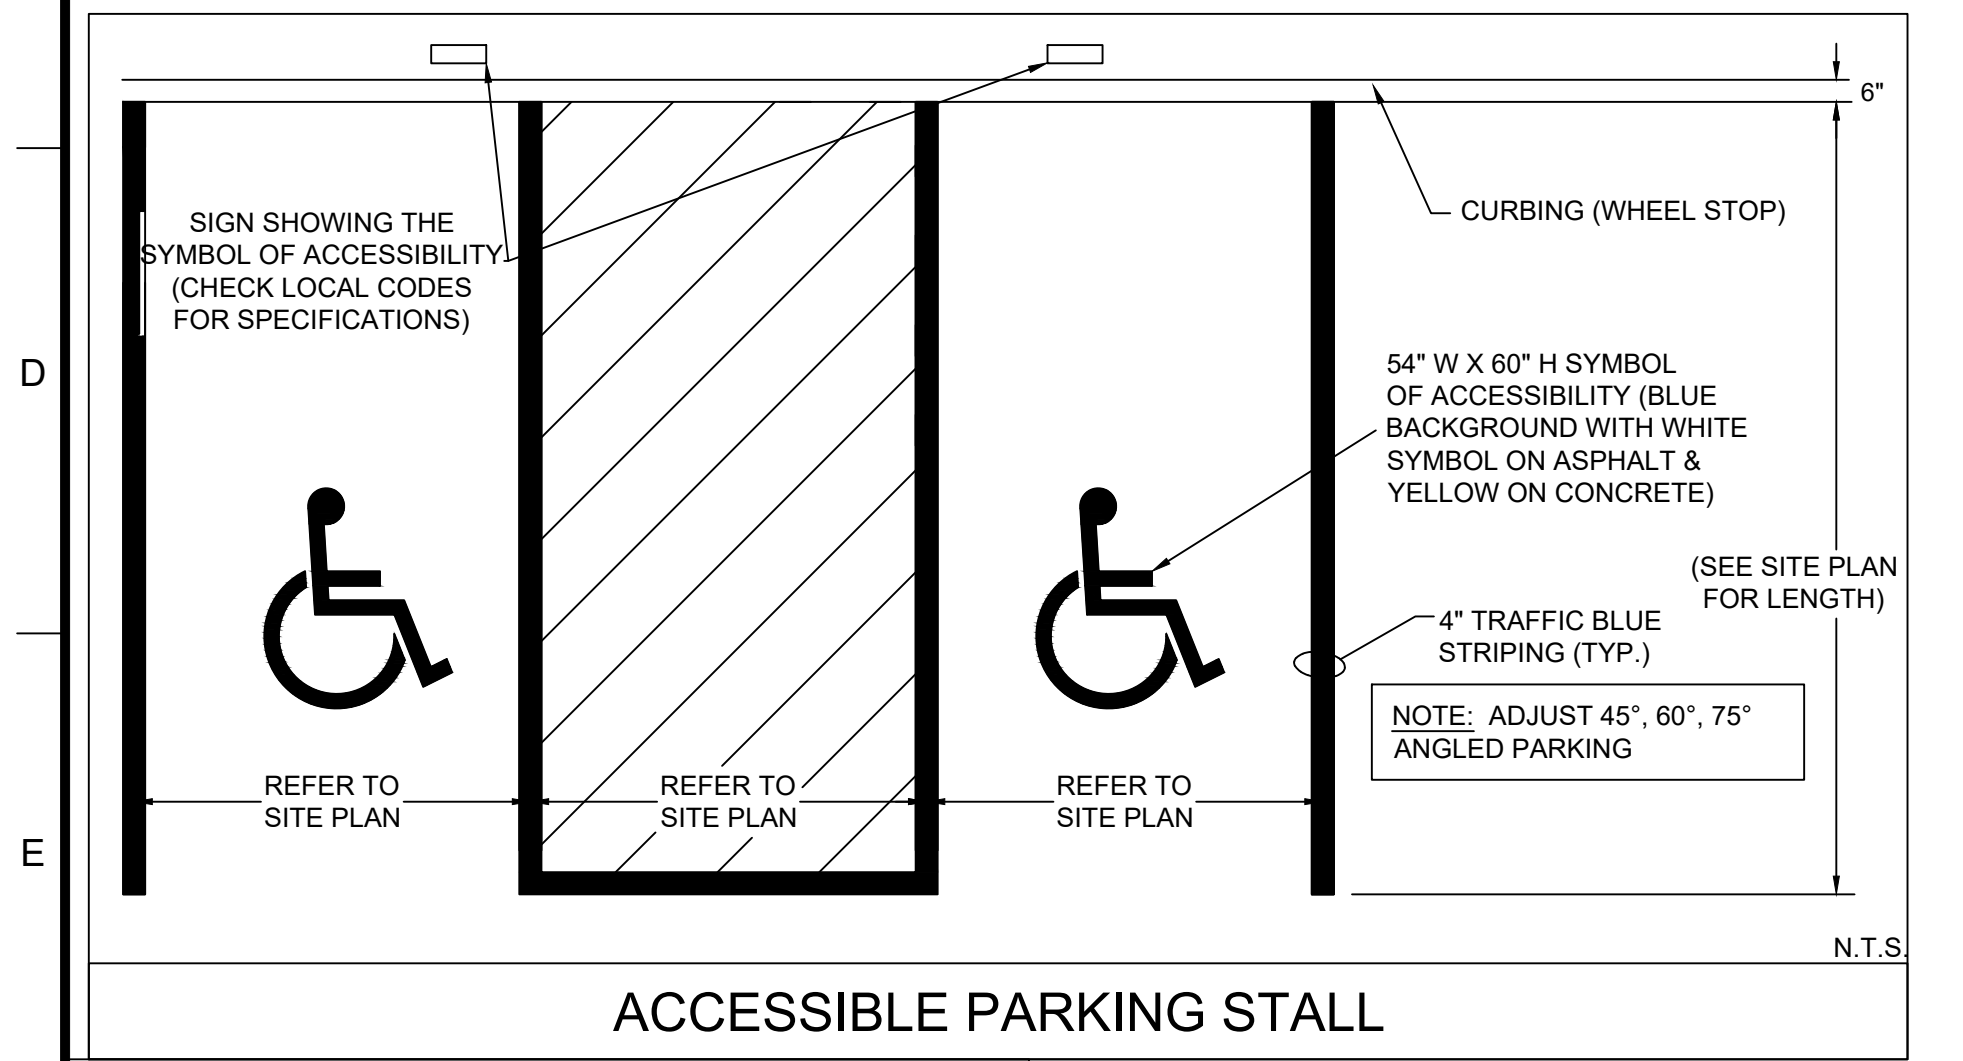 6"
CURBING (WHEEL STOP)
SIGN SHOWING THE
SYMBOL OF ACCESSIBILITY
(CHECK LOCAL CODES
FOR SPECIFICATIONS)
D
54" W X 60" H SYMBOL
OF ACCESSIBILITY (BLUE
BACKGROUND WITH WHITE
SYMBOL ON ASPHALT &
YELLOW ON CONCRETE)
(SEE SITE PLAN
FOR LENGTH)
4" TRAFFIC BLUE
STRIPING (TYP.)
NOTE: ADJUST 45°, 60°, 75°
ANGLED PARKING
REFER TO
SITE PLAN
REFER TO
SITE PLAN
REFER TO
SITE PLAN
E
N.T.S.
ACCESSIBLE PARKING STALL